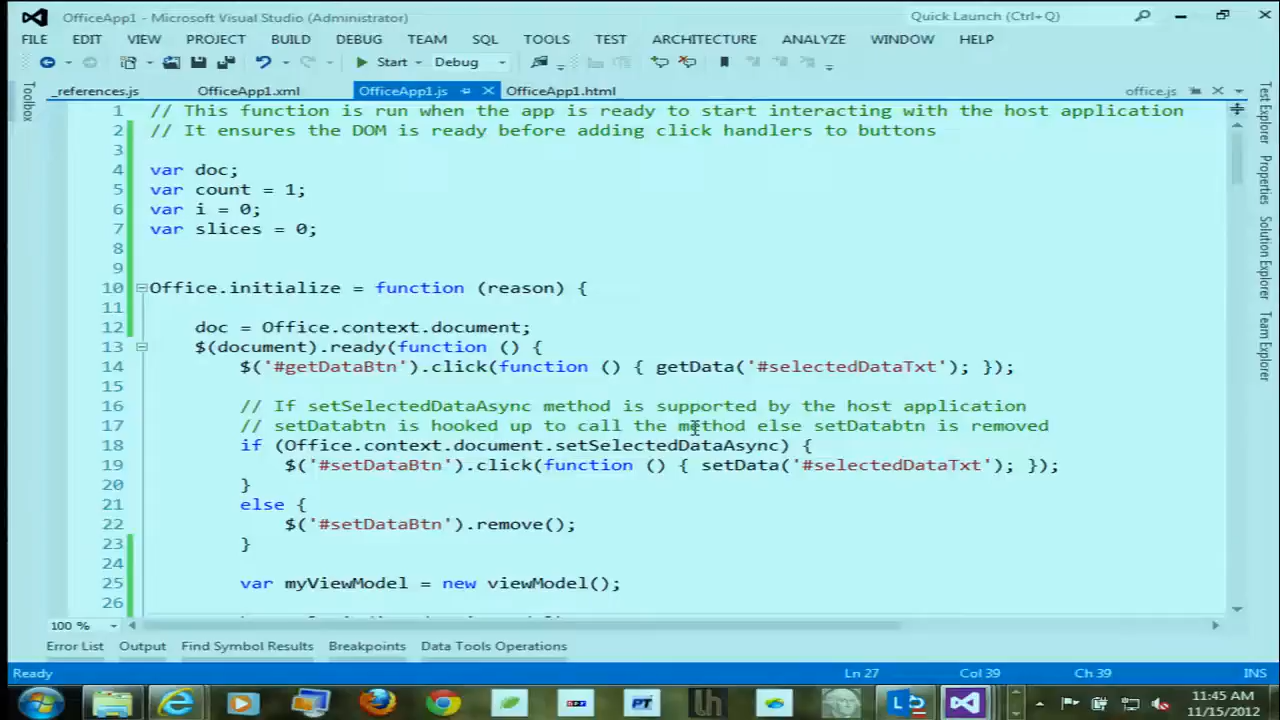 OfficeApp1 - Microsoft Visual Studio (Administrator)
Quick Launch (Ctrl+Q)
FILE EDIT VIEW PROJECT BUILD DEBUG TEAM SQL TOOLS TEST ARCHITECTURE ANALYZE WINDOW HELP
Start Debug
_references.js OfficeApp1.xml OfficeApp1.js OfficeApp1.html office.js
Toolbox
1 // This function is run when the app is ready to start interacting with the host application
2 // It ensures the DOM is ready before adding click handlers to buttons
3
4 var doc;
5 var count = 1;
6 var i = 0;
7 var slices = 0;
8
9
10 Office.initialize = function (reason) {
11
12 doc = Office.context.document;
13 $(document).ready(function () {
14 $('#getDataBtn').click(function () { getData('#selectedDataTxt'); });
15
16 // If setSelectedDataAsync method is supported by the host application
17 // setDatabtn is hooked up to call the method else setDatabtn is removed
18 if (Office.context.document.setSelectedDataAsync) {
19 $('#setDataBtn').click(function () { setData('#selectedDataTxt'); });
20 }
21 else {
22 $('#setDataBtn').remove();
23 }
24
25 var myViewModel = new viewModel();
26
Test Explorer
Properties
Solution Explorer
Team Explorer
100 %
Error List Output Find Symbol Results Breakpoints Data Tools Operations
Ready Ln 27 Col 39 Ch 39 INS
PT
lh
11:45 AM
11/15/2012